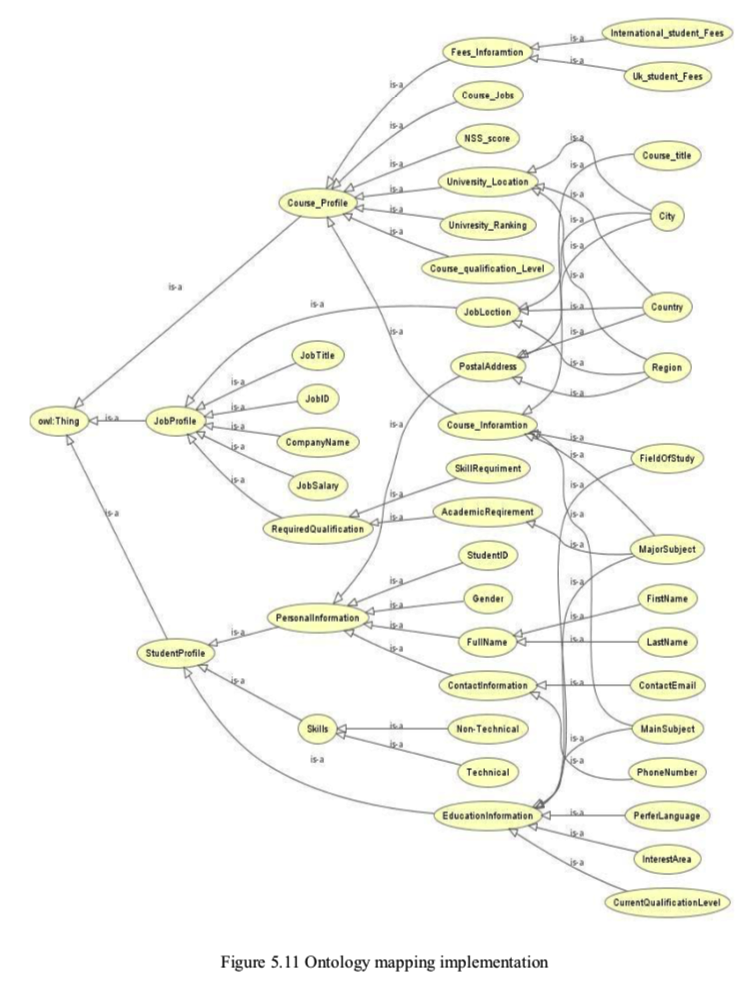 International_student_Fees
Fees_Inforamtion
is-a
is-a
Uk_student_Fees
is-a
Course_Jobs
is-a
NSS_score
is-a
Course_title
is-a
is-a
University_Location
is-a
Course_Profile
is-a
City
is-a
Univresity_Ranking
is-a
is-a
Course_qualification_Level
is-a
is-a
is-a
JobLoction
is-a
Country
is-a
is-a
JobTitle
is-a
PostalAddress
Region
is-a
is-a
JobID
is-a
owl:Thing
is-a
JobProfile
is-a
is-a
Course_Inforamtion
is-a
CompanyName
is-a
is-a
FieldOfStudy
SkillRequriment
is-a
JobSalary
is-a
is-a
AcademicReqirement
is-a
is-a
RequiredQualification
is-a
StudentID
MajorSubject
is-a
is-a
Gender
FirstName
is-a
is-a
PersonalInformation
is-a
is-a
FullName
is-a
LastName
StudentProfile
is-a
is-a
ContactInformation
is-a
ContactEmail
Skills
is-a
Non-Technical
MainSubject
is-a
is-a
is-a
is-a
Technical
PhoneNumber
EducationInformation
is-a
PerferLanguage
is-a
InterestArea
is-a
CurrentQualificationLevel
Figure 5.11 Ontology mapping implementation